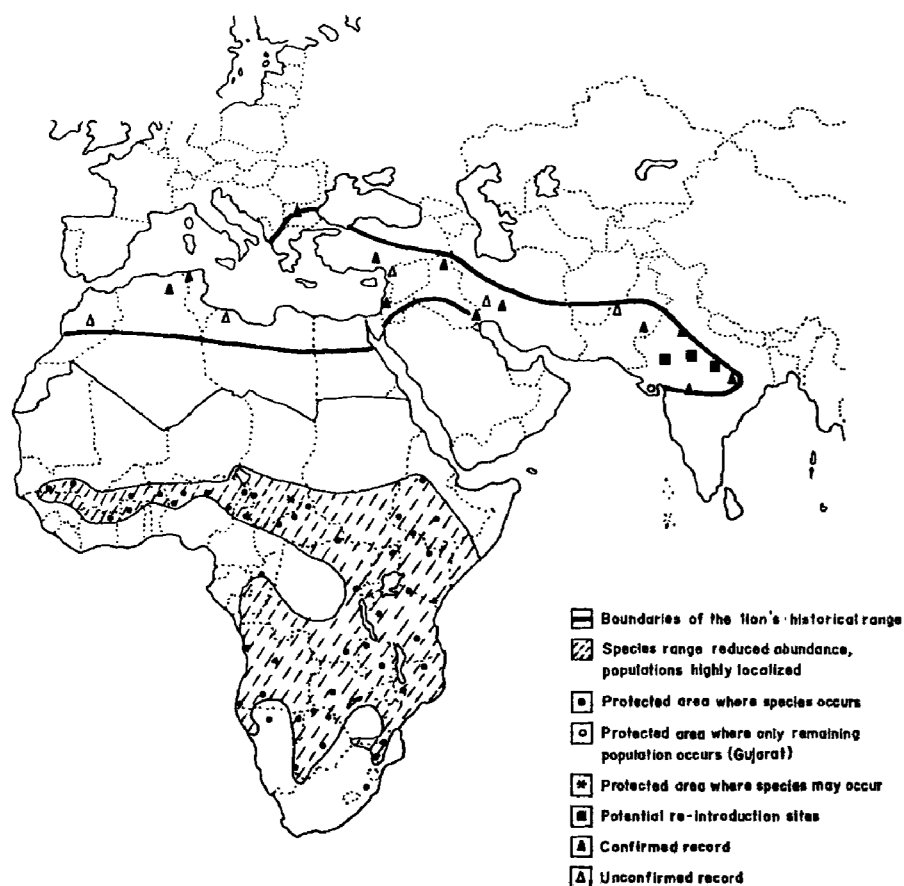 Boundaries of the lion's historical range
Species range reduced abundance,
populations highly localized
Protected area where species occurs
Protected area where only remaining
population occurs (Gujarat)
Protected area where species may occur
Potential re-introduction sites
Confirmed record
Unconfirmed record